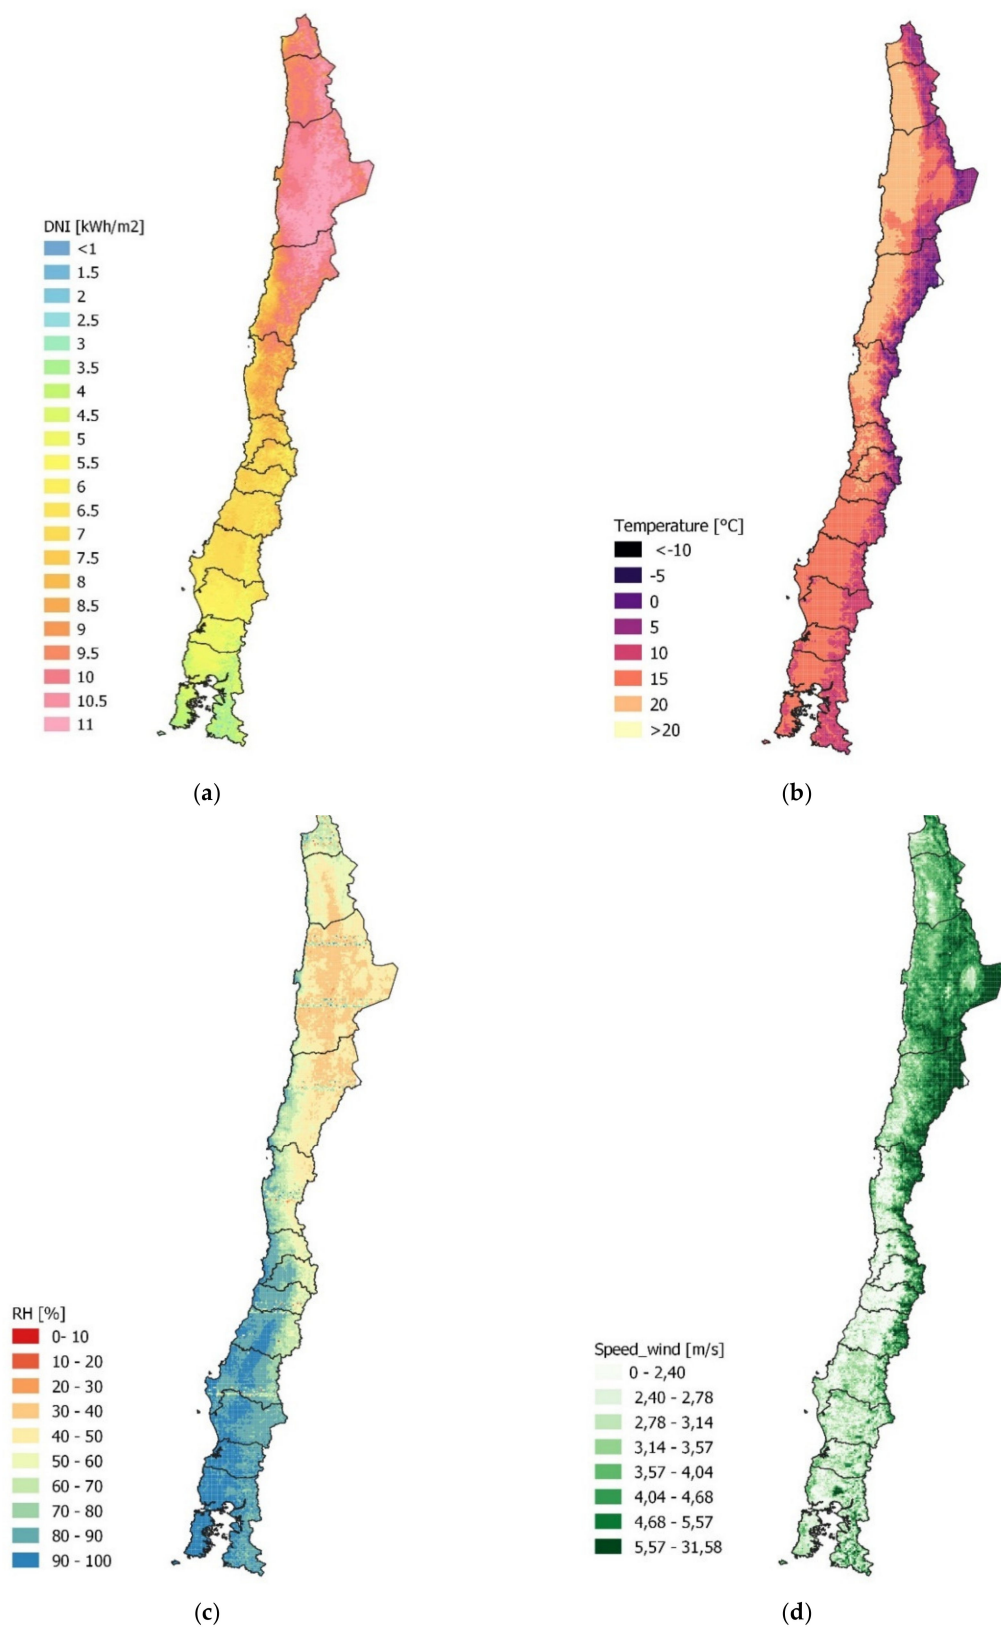 DNI [kWh/m2]
<1
1.5
2
2.5
3
3.5
4
4.5
5
5.5
6
6.5
7
7.5
8
8.5
9
9.5
10
10.5
11
(a)
Temperature [°C]
<-10
-5
0
5
10
15
20
>20
(b)
RH [%]
0- 10
10 - 20
20 - 30
30 - 40
40 - 50
50 - 60
60 - 70
70 - 80
80 - 90
90 - 100
(c)
Speed_wind [m/s]
0 - 2,40
2,40 - 2,78
2,78 - 3,14
3,14 - 3,57
3,57 - 4,04
4,04 - 4,68
4,68 - 5,57
5,57 - 31,58
(d)